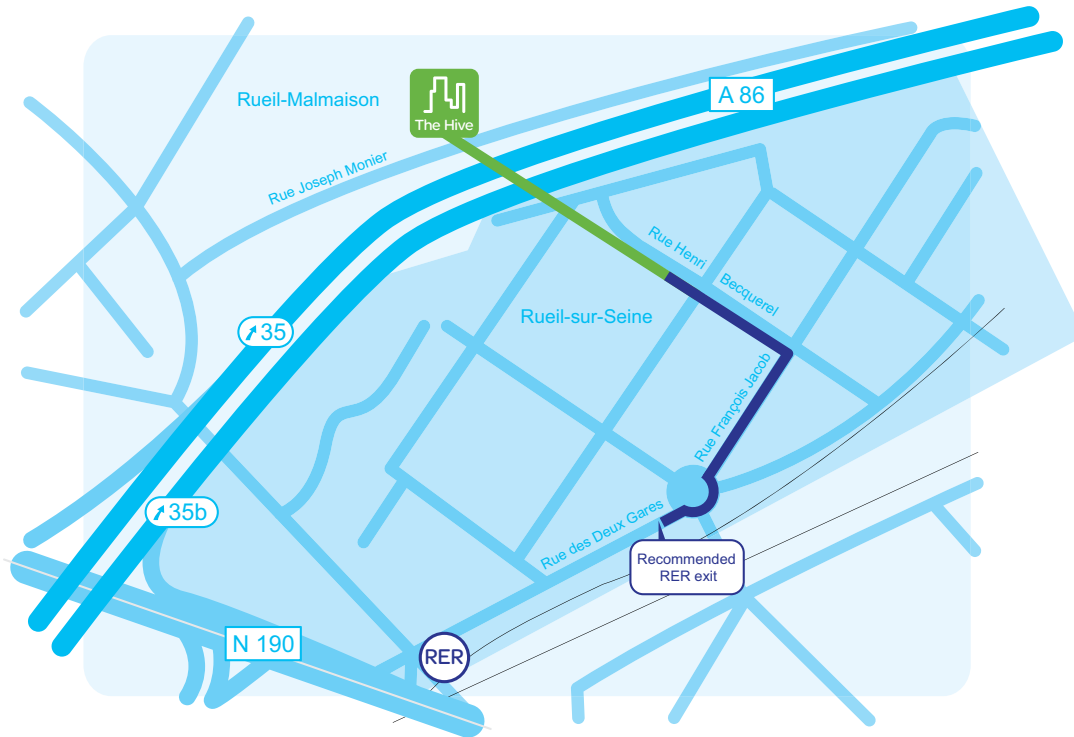 Rueil-Malmaison
The Hive
A 86
Rue Joseph Monier
Rue Henri
Becquerel
Rueil-sur-Seine
35
Rue François Jacob
35b
Rue des Deux Gares
Recommended
RER exit
N 190
RER